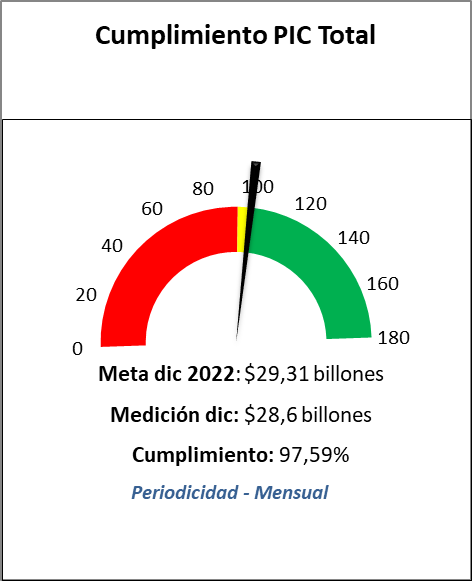 Cumplimiento PIC Total
0
20
40
60
80
100
120
140
160
180
Meta dic 2022: $29,31 billones
Medición dic: $28,6 billones
Cumplimiento: 97,59%
Periodicidad - Mensual